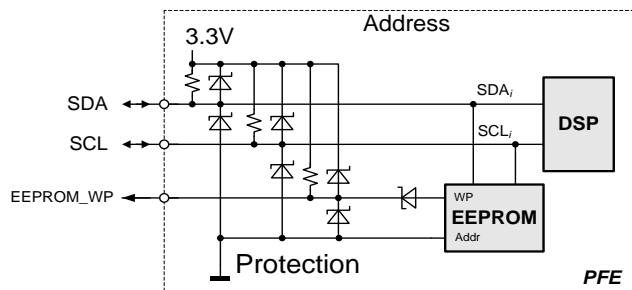 Address
3.3V
SDA
SDAi
SCL
SCLi
DSP
EEPROM_WP
WP
EEPROM
Addr
Protection
PFE